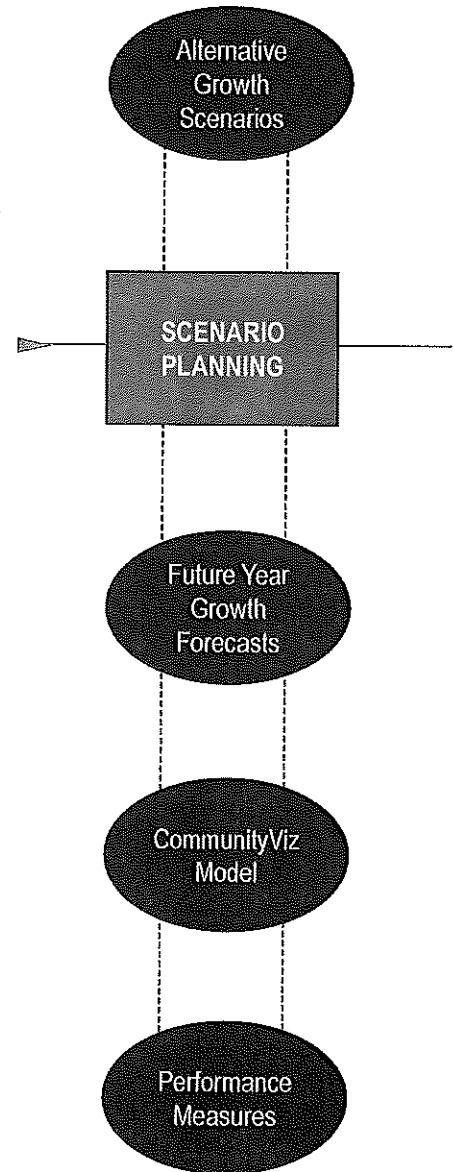 Alternative
Growth
Scenarios
SCENARIO
PLANNING
Future Year
Growth
Forecasts
CommunityViz
Model
Performance
Measures